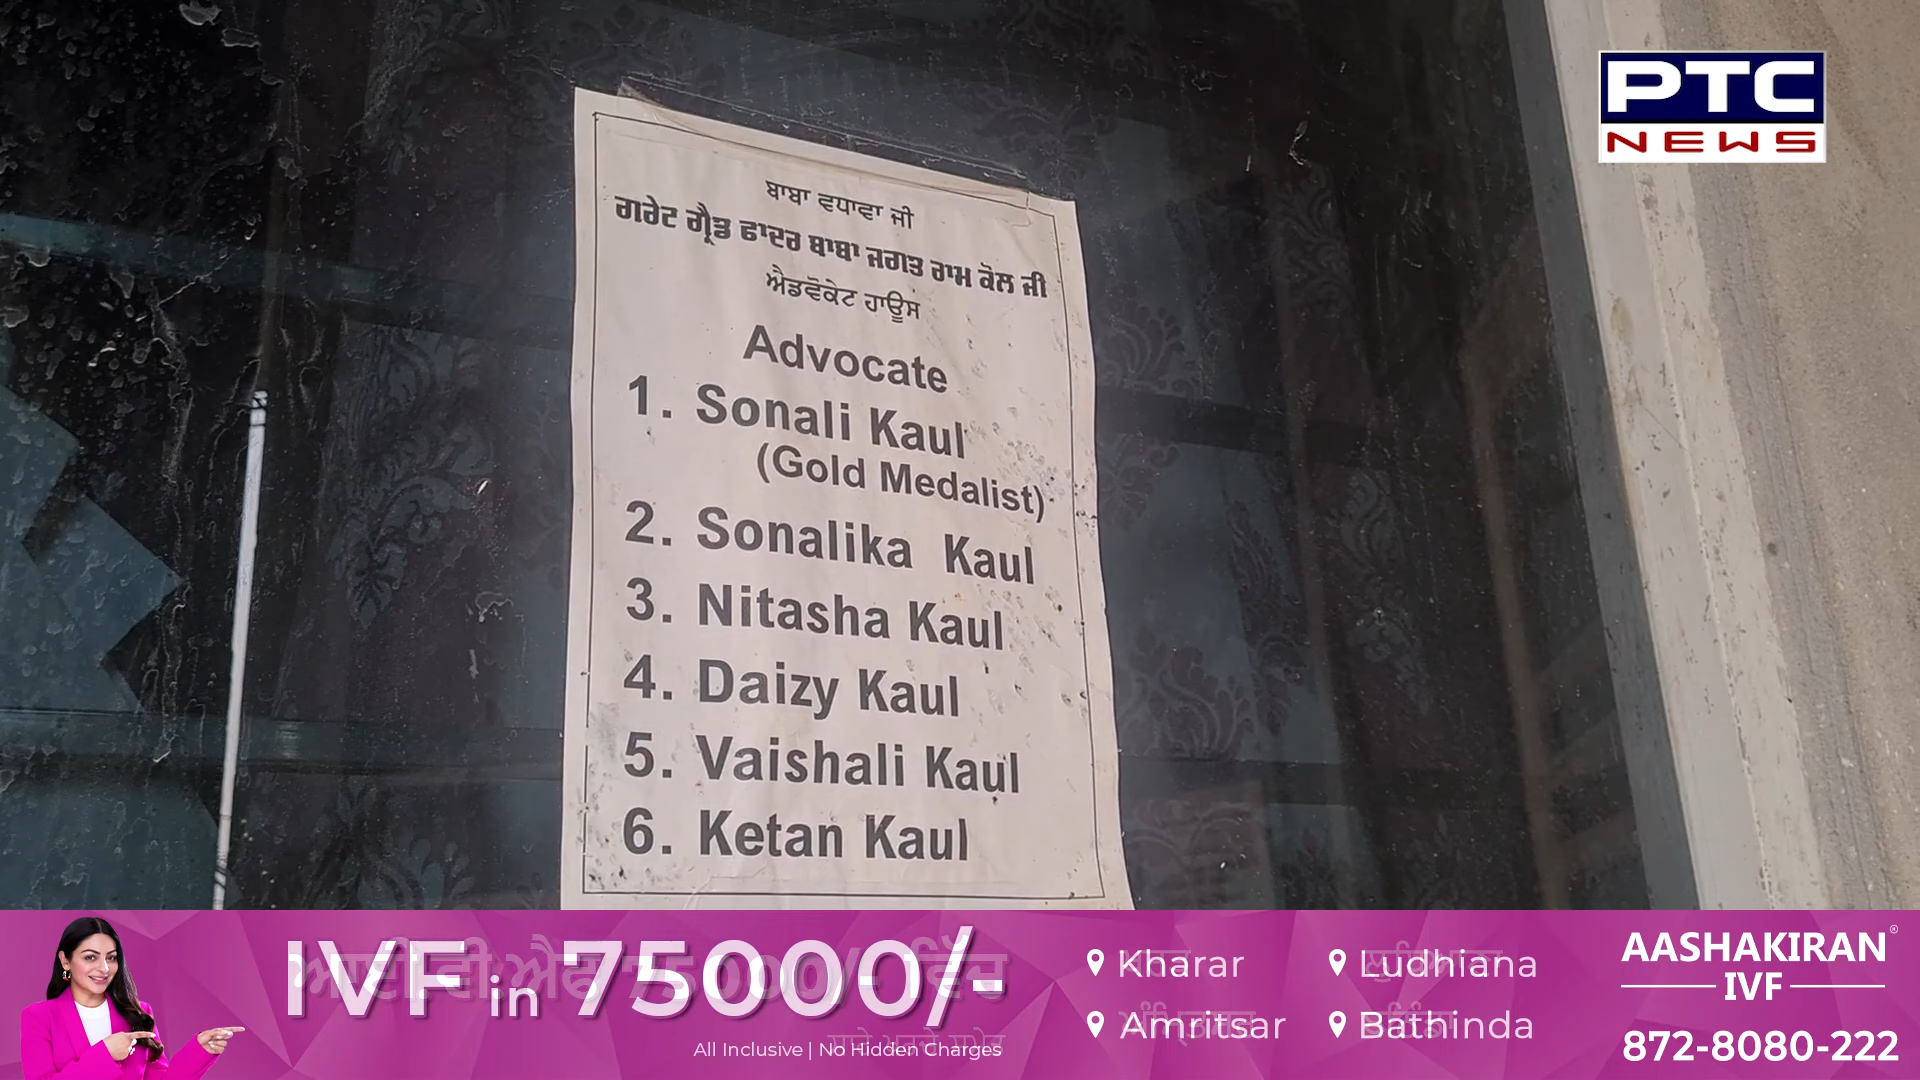 PTC
NEWS
ਬਾਬਾ ਵਧਾਵਾ ਜੀ
ਗਰੇਟ ਗ੍ਰੈਡ ਫਾਦਰ ਬਾਬਾ ਜਗਤ ਰਾਮ ਕੋਲ ਜੀ
ਐਡਵੋਕੇਟ ਹਾਊਸ
Advocate
1. Sonali Kaul
(Gold Medalist)
2. Sonalika Kaul
3. Nitasha Kaul
4. Daizy Kaul
5. Vaishali Kaul
6. Ketan Kaul
IVF in 75000/-
All Inclusive | No Hidden Charges
Kharar
Ludhiana
Amritsar
Bathinda
AASHAKIRAN®
IVF
872-8080-222